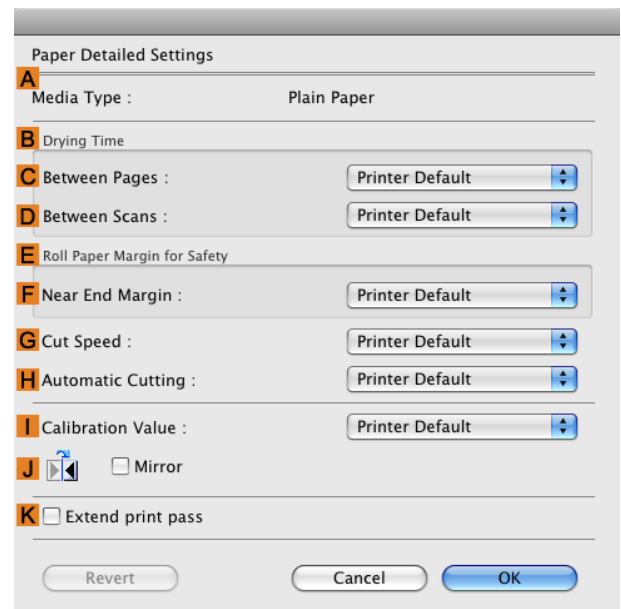 Paper Detailed Settings
A
Media Type : Plain Paper
B Drying Time
C Between Pages : Printer Default
D Between Scans : Printer Default
E Roll Paper Margin for Safety
F Near End Margin : Printer Default
G Cut Speed : Printer Default
H Automatic Cutting : Printer Default
I Calibration Value : Printer Default
J Mirror
K Extend print pass
Revert Cancel OK